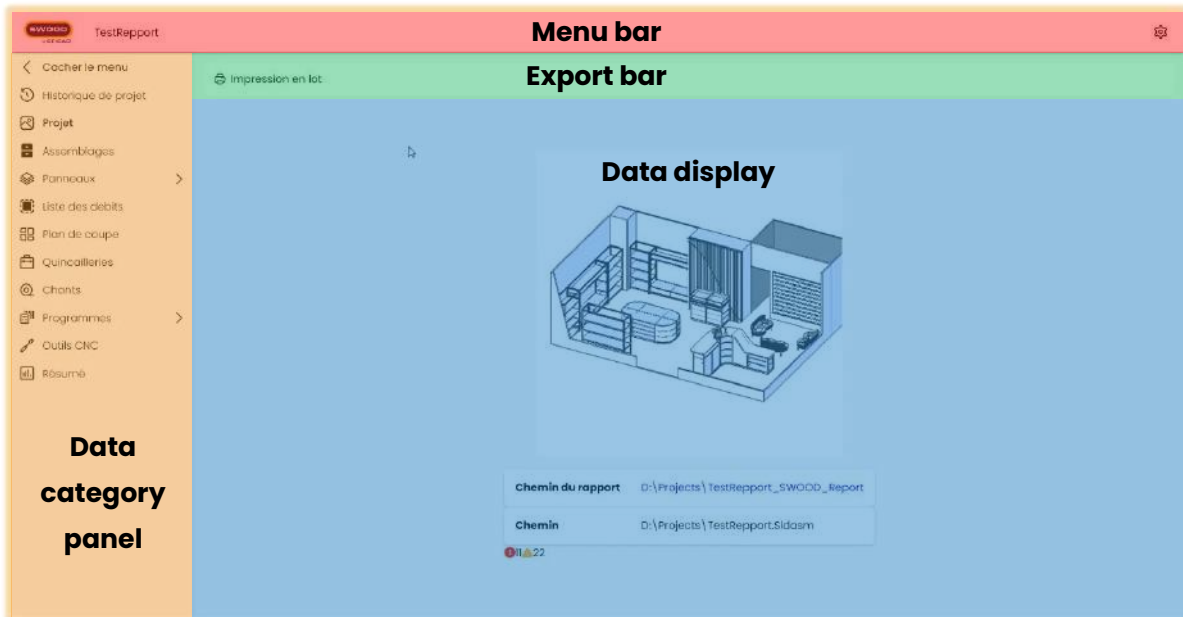 SWOOD
TestRepport
Menu bar
Cacher le menu
Historique de projet
Projet
Assemblages
Panneaux
Liste des débits
Plan de coupe
Quincailleries
Chants
Programmes
Outils CNC
Résumé
Data
category
panel
Impression en lot
Export bar
Data display
Chemin du rapport D:\Projects\TestRepport_SWOOD_Report
Chemin D:\Projects\TestRepport.Sldasm
11 22